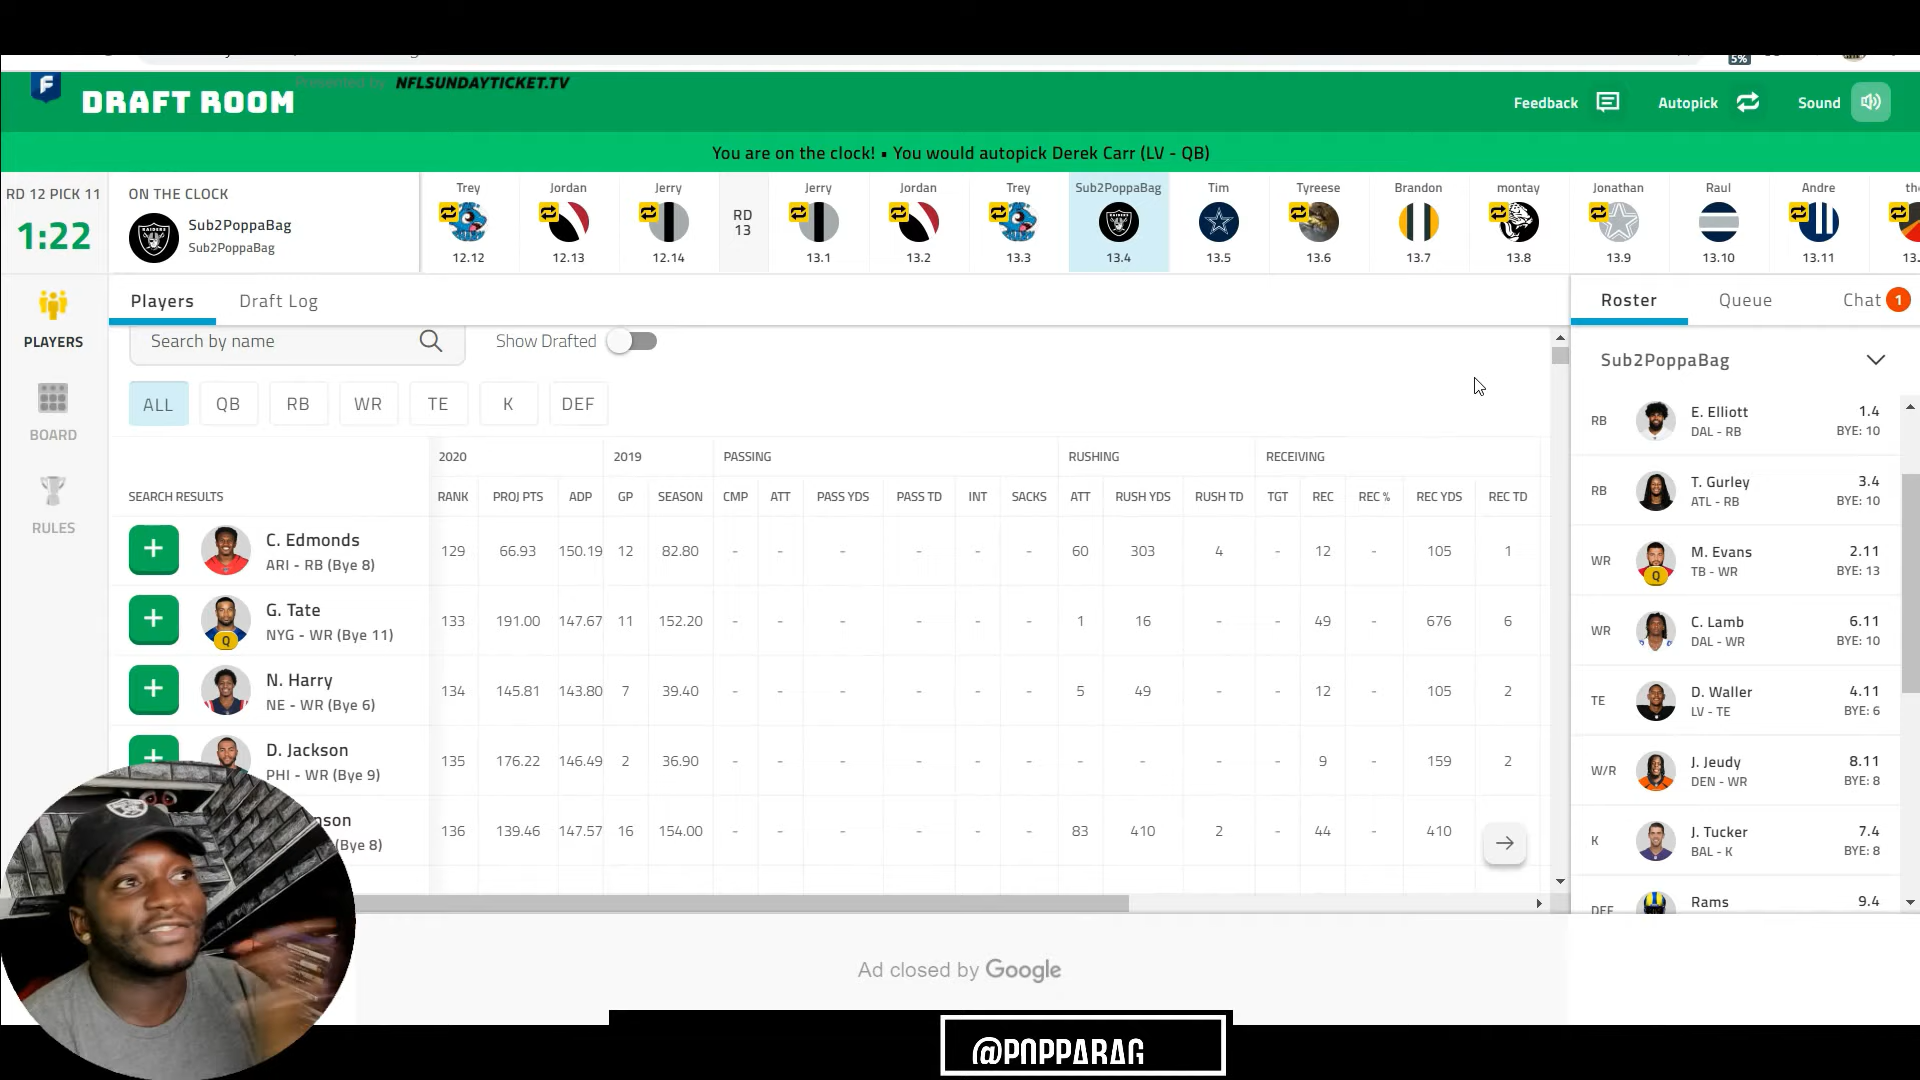 5%
Presented by NFLSUNDAYTICKET.TV
DRAFT ROOM
Feedback
Autopick
Sound
You are on the clock! • You would autopick Derek Carr (LV - QB)
RD 12 PICK 11
1:22
ON THE CLOCK
Sub2PoppaBag
Sub2PoppaBag
Trey
12.12
Jordan
12.13
Jerry
12.14
RD
13
Jerry
13.1
Jordan
13.2
Trey
13.3
Sub2PoppaBag
13.4
Tim
13.5
Tyreese
13.6
Brandon
13.7
montay
13.8
Jonathan
13.9
Raul
13.10
Andre
13.11
th
13.
PLAYERS
BOARD
RULES
Players Draft Log
Search by name
Show Drafted
ALL QB RB WR TE K DEF
2020 2019 PASSING RUSHING RECEIVING
SEARCH RESULTS RANK PROJ PTS ADP GP SEASON CMP ATT PASS YDS PASS TD INT SACKS ATT RUSH YDS RUSH TD TGT REC REC % REC YDS REC TD
C. Edmonds
ARI - RB (Bye 8)
129 66.93 150.19 12 82.80 - - - - - - 60 303 4 - 12 - 105 1
G. Tate
Q
NYG - WR (Bye 11)
133 191.00 147.67 11 152.20 - - - - - - 1 16 - - 49 - 676 6
N. Harry
NE - WR (Bye 6)
134 145.81 143.80 7 39.40 - - - - - - 5 49 - - 12 - 105 2
D. Jackson
PHI - WR (Bye 9)
135 176.22 146.49 2 36.90 - - - - - - - - - - 9 - 159 2
nson
(Bye 8)
136 139.46 147.57 16 154.00 - - - - - - 83 410 2 - 44 - 410
Roster Queue Chat 1
Sub2PoppaBag
RB E. Elliott 1.4
DAL - RB BYE: 10
RB T. Gurley 3.4
ATL - RB BYE: 10
WR Q M. Evans 2.11
TB - WR BYE: 13
WR C. Lamb 6.11
DAL - WR BYE: 10
TE D. Waller 4.11
LV - TE BYE: 6
W/R J. Jeudy 8.11
DEN - WR BYE: 8
K J. Tucker 7.4
BAL - K BYE: 8
DEF Rams 9.4
Ad closed by Google
@POPPABAG